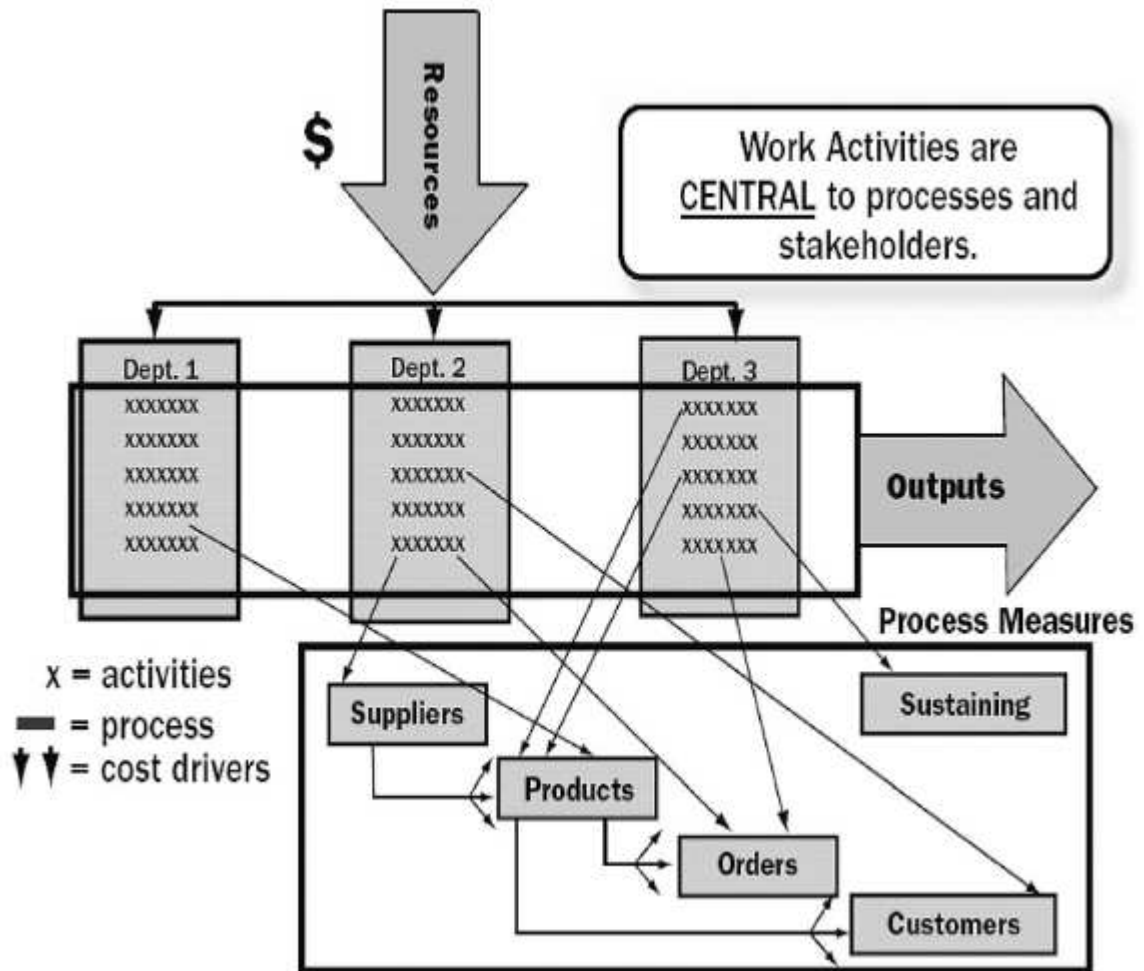 Resources
$
Work Activities are
CENTRAL to processes and
stakeholders.
Dept. 1
xxxxxxx
xxxxxxx
xxxxxxx
xxxxxxx
xxxxxxx
Dept. 2
xxxxxxx
xxxxxxx
xxxxxxx
xxxxxxx
xxxxxxx
Dept. 3
xxxxxxx
xxxxxxx
xxxxxxx
xxxxxxx
xxxxxxx
Outputs
Process Measures
x = activities
= process
= cost drivers
Suppliers
Sustaining
Products
Orders
Customers